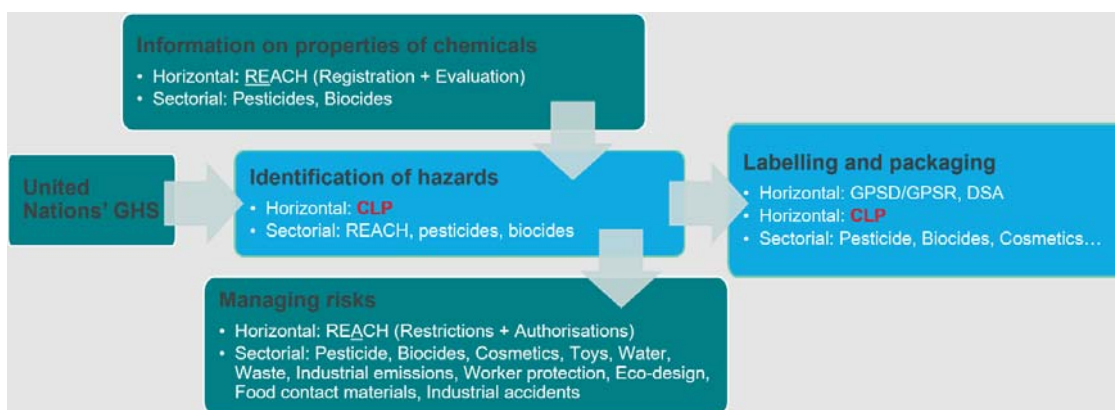 Information on properties of chemicals
• Horizontal: REACH (Registration + Evaluation)
• Sectorial: Pesticides, Biocides
United
Nations' GHS
Identification of hazards
• Horizontal: CLP
• Sectorial: REACH, pesticides, biocides
Labelling and packaging
• Horizontal: GPSD/GPSR, DSA
• Horizontal: CLP
• Sectorial: Pesticide, Biocides, Cosmetics…
Managing risks
• Horizontal: REACH (Restrictions + Authorisations)
• Sectorial: Pesticide, Biocides, Cosmetics, Toys, Water,
Waste, Industrial emissions, Worker protection, Eco-design,
Food contact materials, Industrial accidents